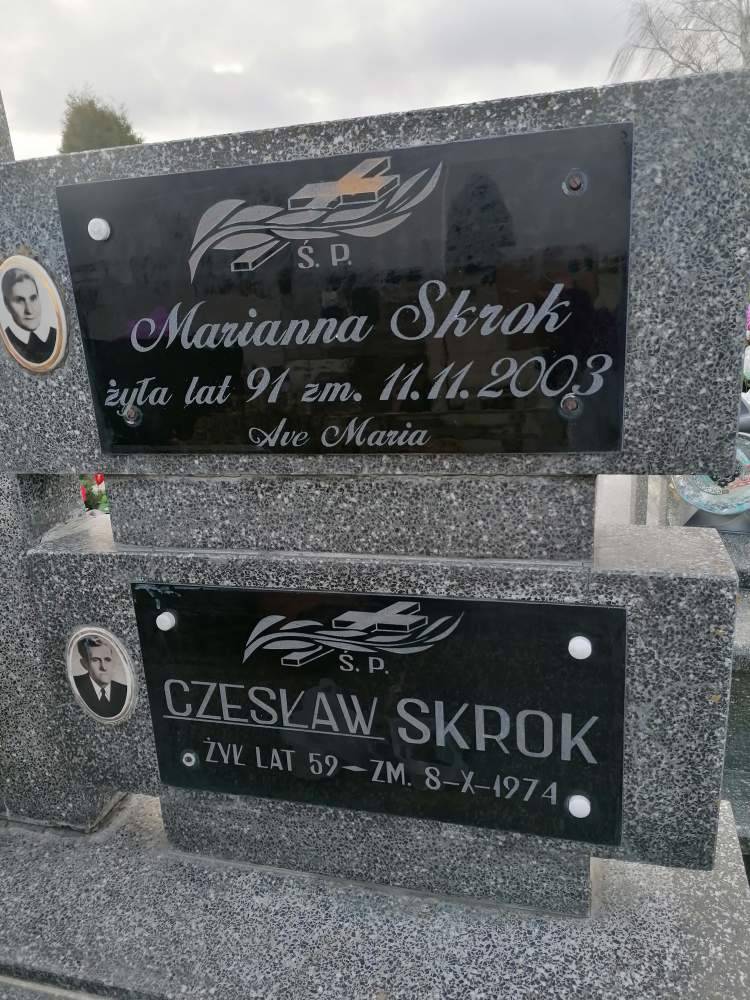 Ś. P.
Marianna Skrok
żyła lat 91 zm. 11.11.2003
Ave Maria
Ś. P.
CZESŁAW SKROK
ŻYŁ LAT 59 – ZM. 8-X-1974